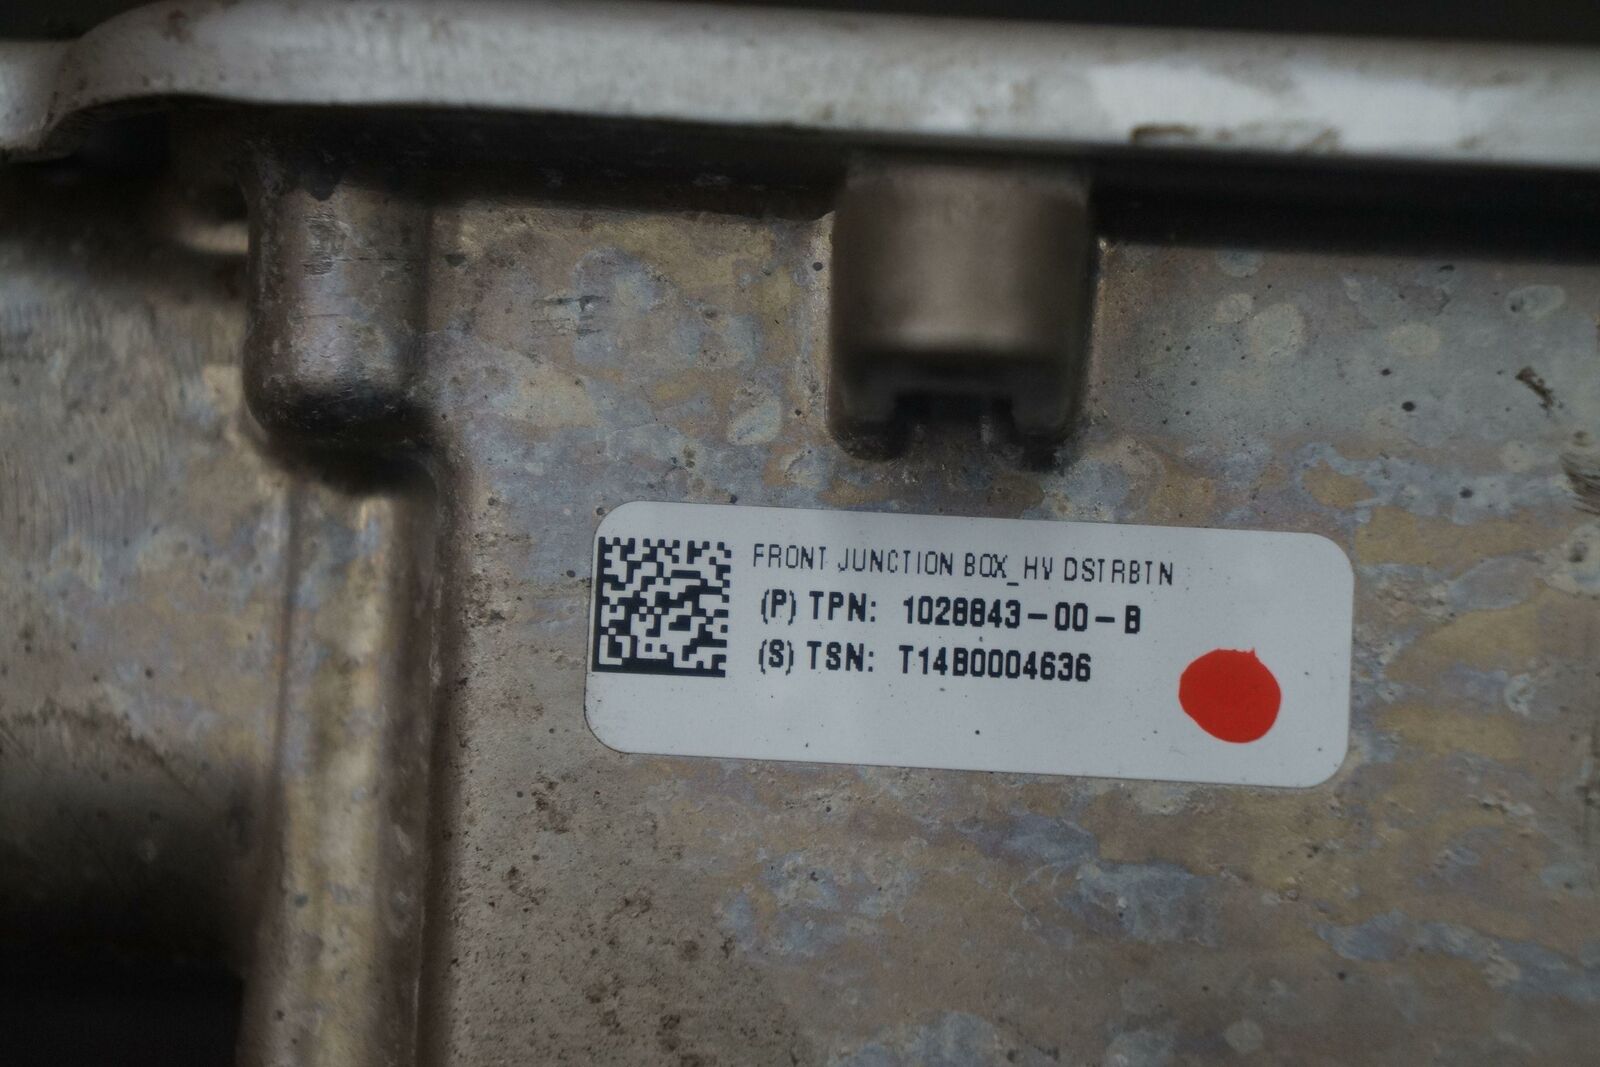 FRONT JUNCTION BOX_HV DSTRBTN
(P) TPN: 1028843-00-B
(S) TSN: T14B0004636